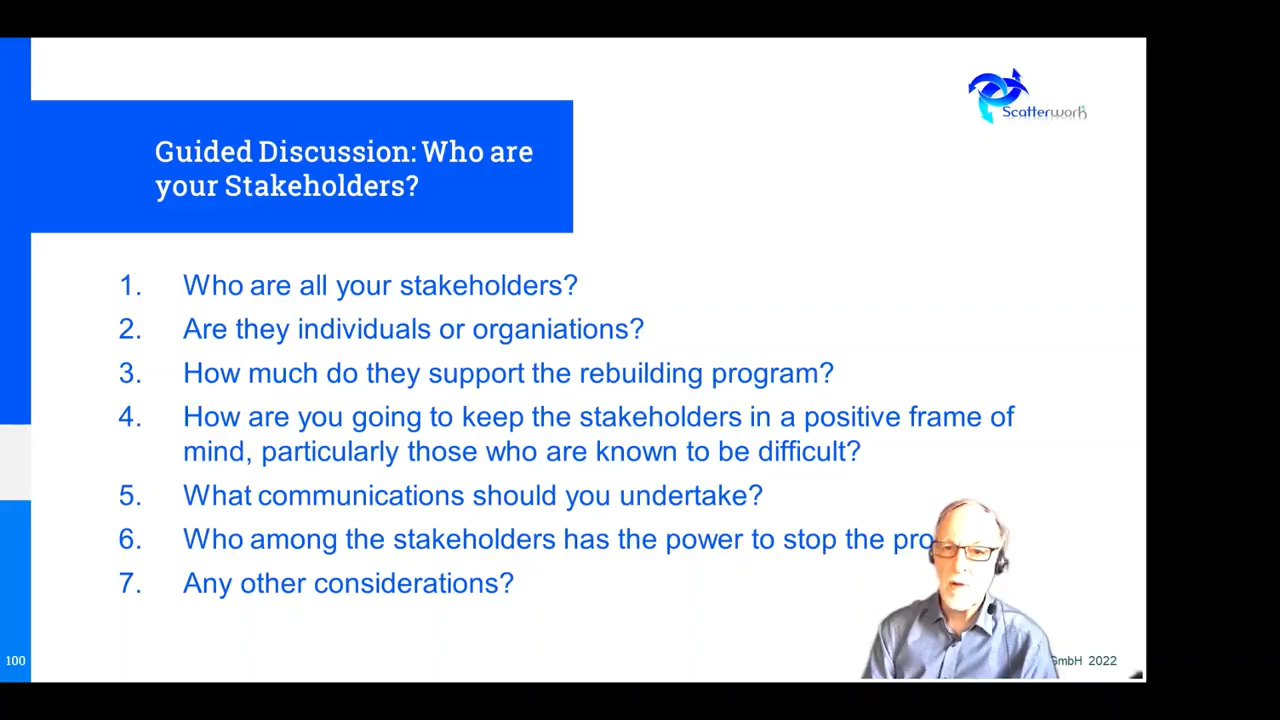 Scatterwork
Guided Discussion: Who are
your Stakeholders?
1. Who are all your stakeholders?
2. Are they individuals or organiations?
3. How much do they support the rebuilding program?
4. How are you going to keep the stakeholders in a positive frame of
mind, particularly those who are known to be difficult?
5. What communications should you undertake?
6. Who among the stakeholders has the power to stop the
7. Any other considerations?
100
GmbH 2022